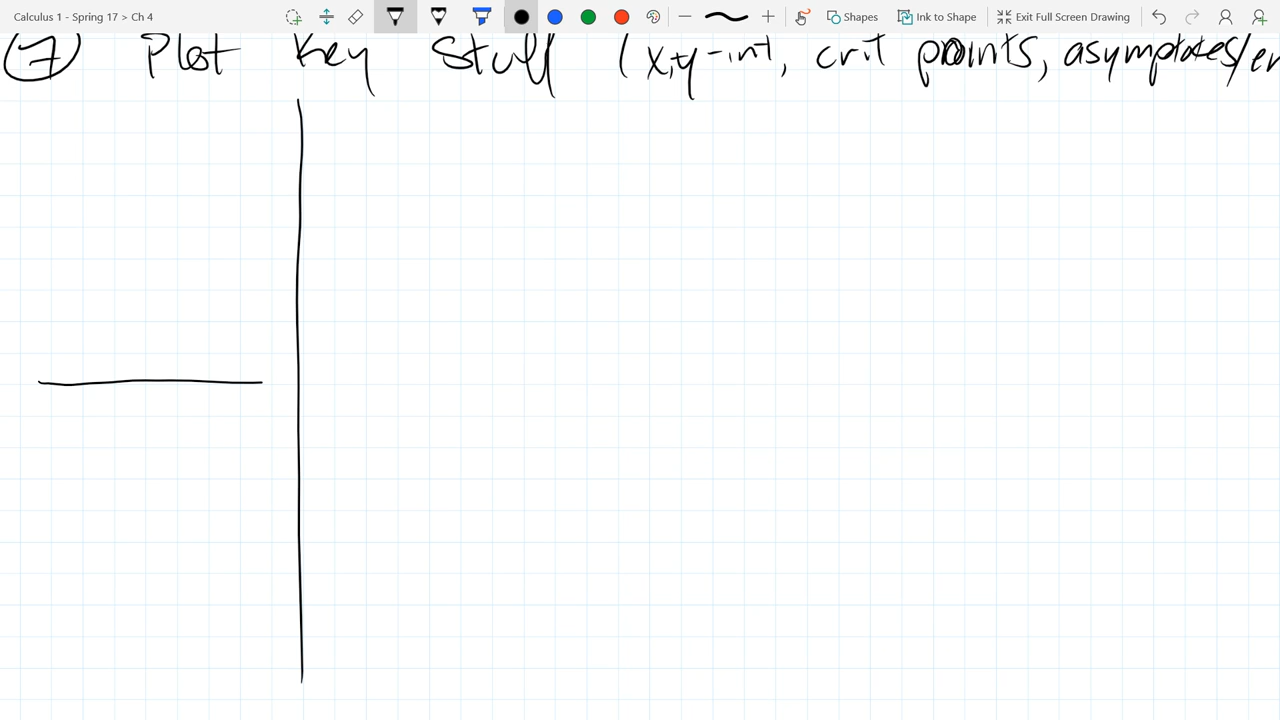 Calculus 1 - Spring 17 > Ch 4 Shapes Ink to Shape Exit Full Screen Drawing
7 Plot Key Stuff (x,y-int, crit points, asymptotes/en